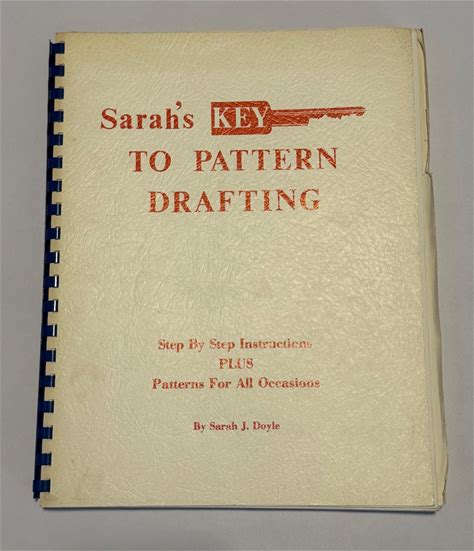 Sarah's KEY
TO PATTERN
DRAFTING
Step By Step Instructions
PLUS
Patterns For All Occasions
By Sarah J. Doyle